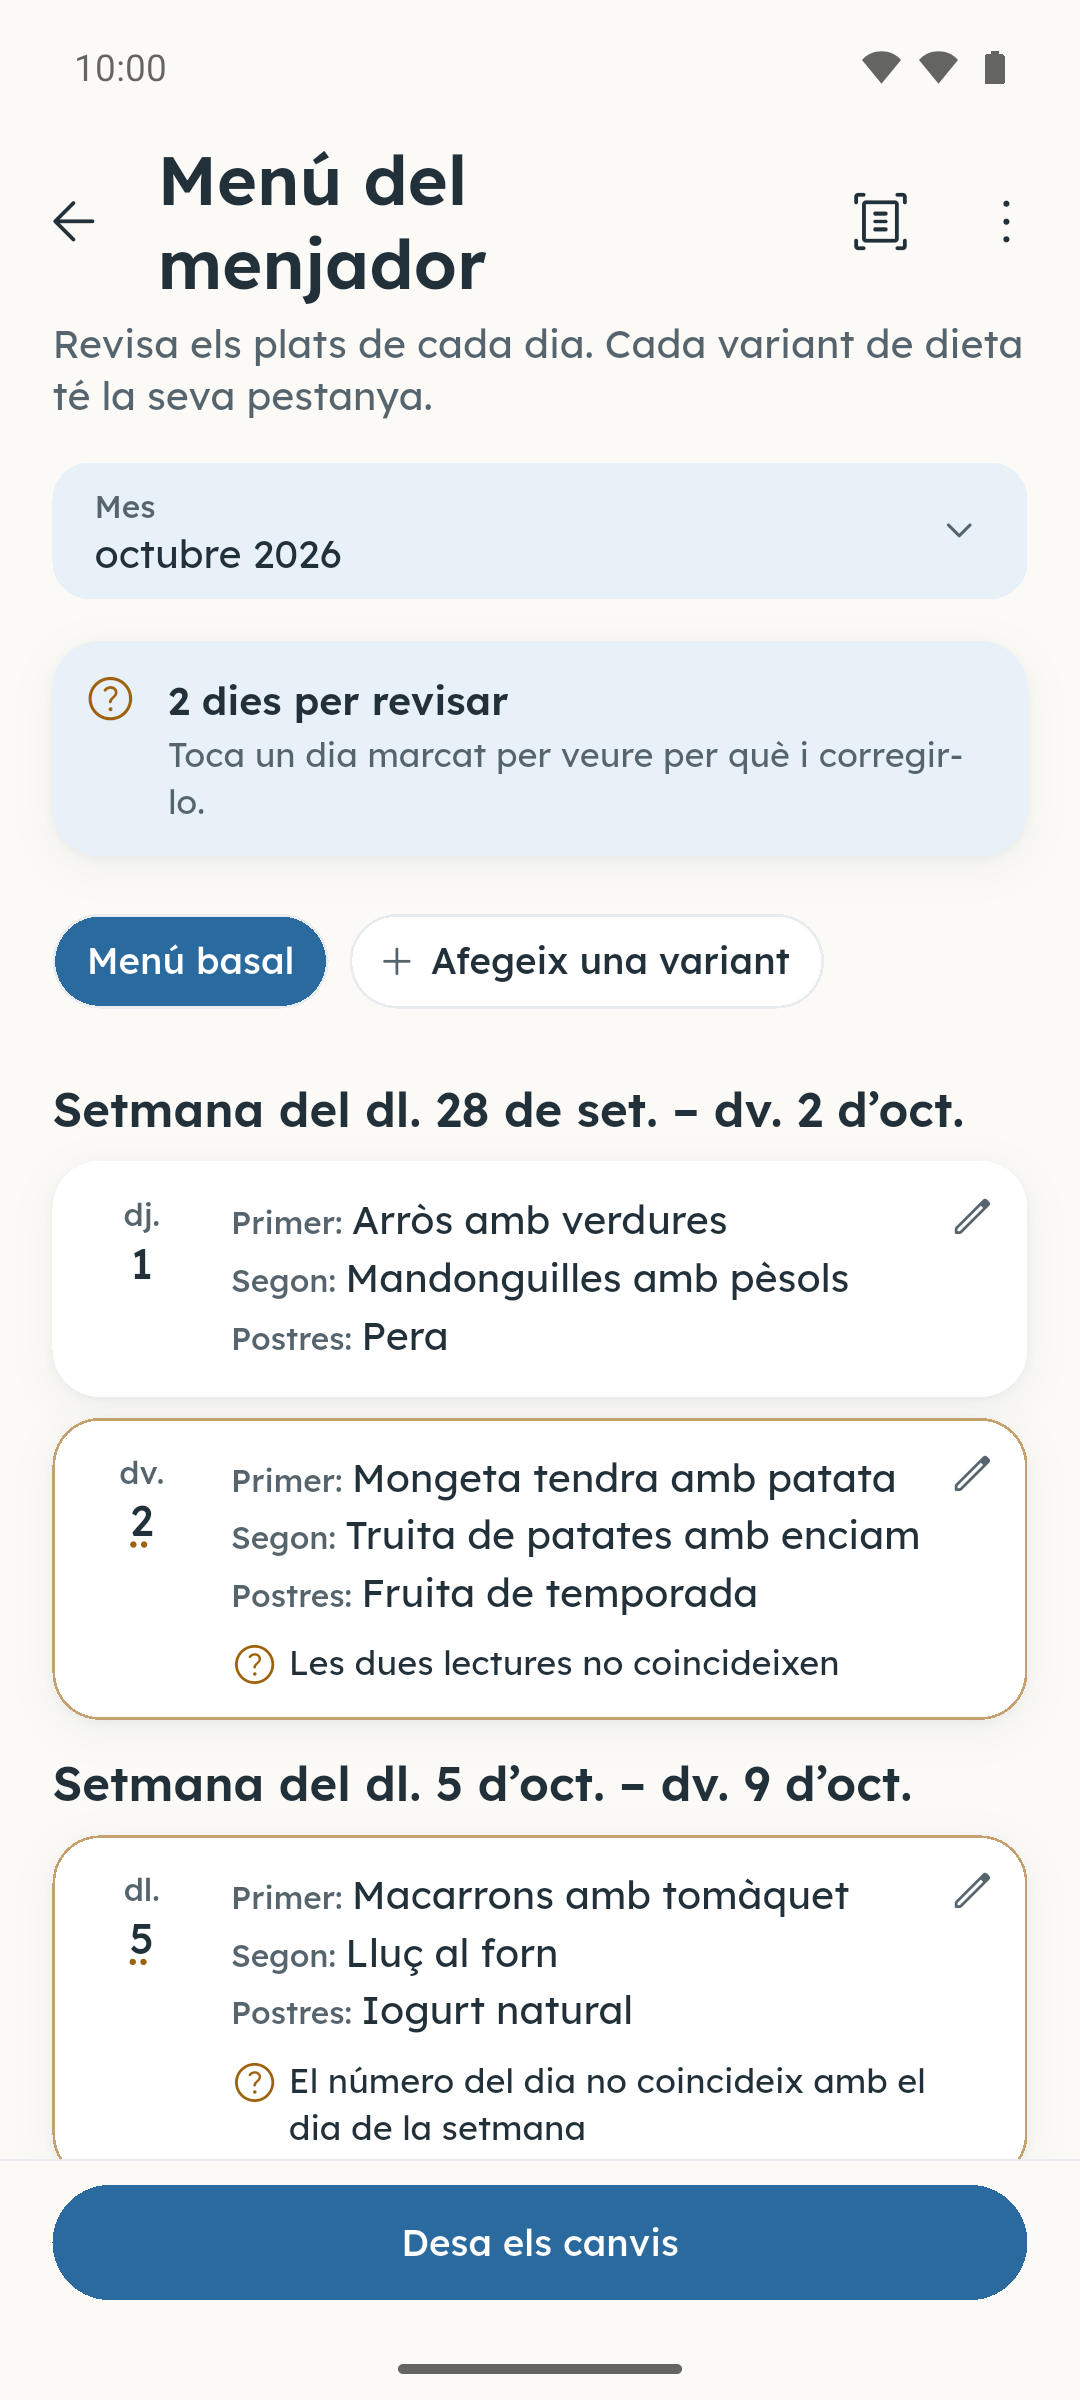 10:00
Menú del
menjador
Revisa els plats de cada dia. Cada variant de dieta
té la seva pestanya.
Mes
octubre 2026
2 dies per revisar
Toca un dia marcat per veure per què i corregir-
lo.
Menú basal
Afegeix una variant
Setmana del dl. 28 de set. – dv. 2 d’oct.
dj.
1
Primer: Arròs amb verdures
Segon: Mandonguilles amb pèsols
Postres: Pera
dv.
2
Primer: Mongeta tendra amb patata
Segon: Truita de patates amb enciam
Postres: Fruita de temporada
Les dues lectures no coincideixen
Setmana del dl. 5 d’oct. – dv. 9 d’oct.
dl.
5
Primer: Macarrons amb tomàquet
Segon: Lluç al forn
Postres: Iogurt natural
El número del dia no coincideix amb el
dia de la setmana
Desa els canvis